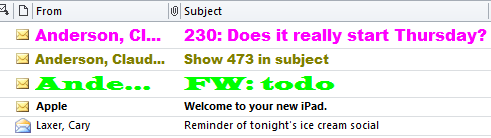 From Subject
Anderson, Cl... 230: Does it really start Thursday?
Anderson, Claud... Show 473 in subject
Ande... FW: todo
Apple Welcome to your new iPad.
Laxer, Cary Reminder of tonight's ice cream social